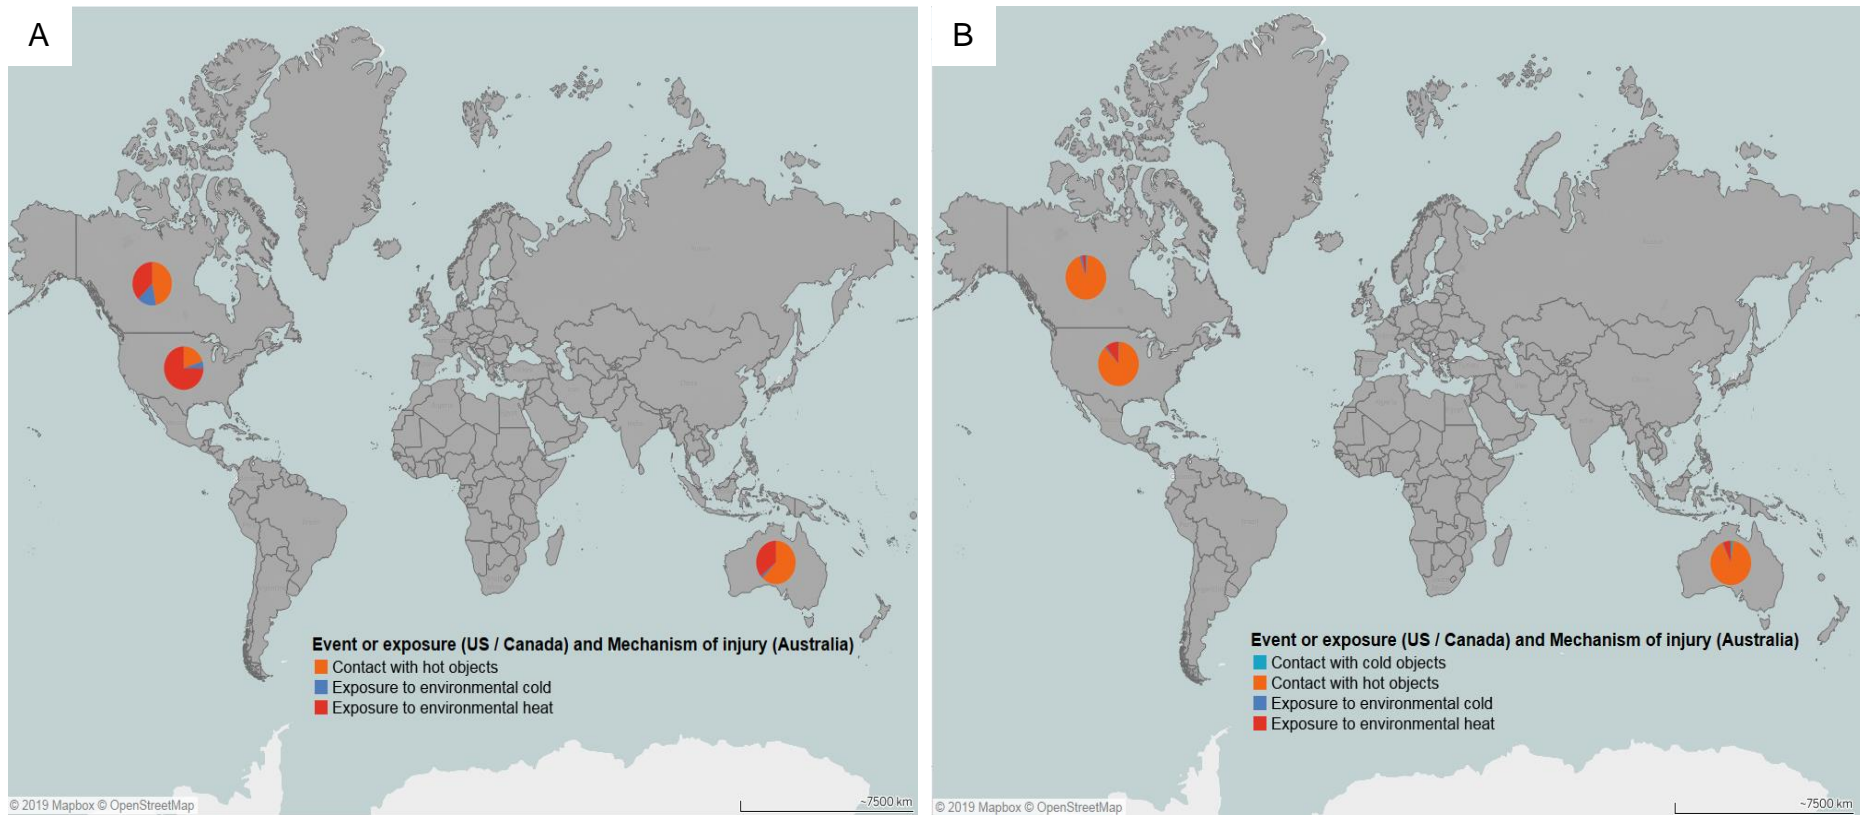 A
Event or exposure (US / Canada) and Mechanism of injury (Australia)
Contact with hot objects
Exposure to environmental cold
Exposure to environmental heat
© 2019 Mapbox © OpenStreetMap
~7500 km
B
Event or exposure (US / Canada) and Mechanism of injury (Australia)
Contact with cold objects
Contact with hot objects
Exposure to environmental cold
Exposure to environmental heat
© 2019 Mapbox © OpenStreetMap
~7500 km